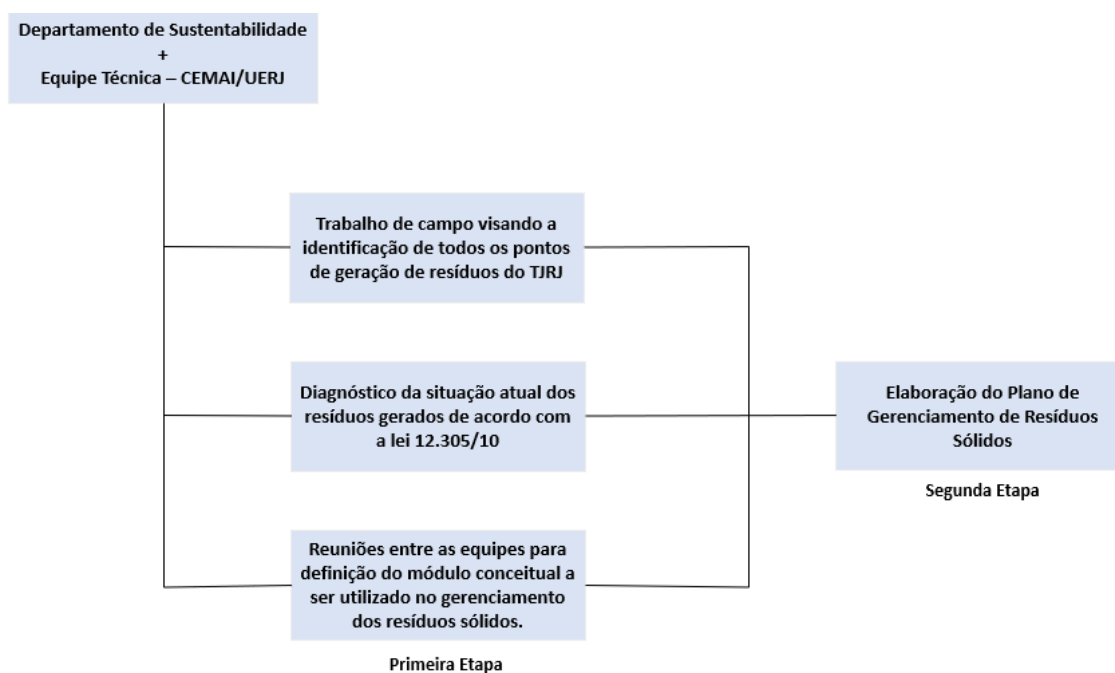 Departamento de Sustentabilidade
+
Equipe Técnica – CEMAI/UERJ
Trabalho de campo visando a
identificação de todos os pontos
de geração de resíduos do TJRJ
Diagnóstico da situação atual dos
resíduos gerados de acordo com
a lei 12.305/10
Reuniões entre as equipes para
definição do módulo conceitual a
ser utilizado no gerenciamento
dos resíduos sólidos.
Primeira Etapa
Elaboração do Plano de
Gerenciamento de Resíduos
Sólidos
Segunda Etapa